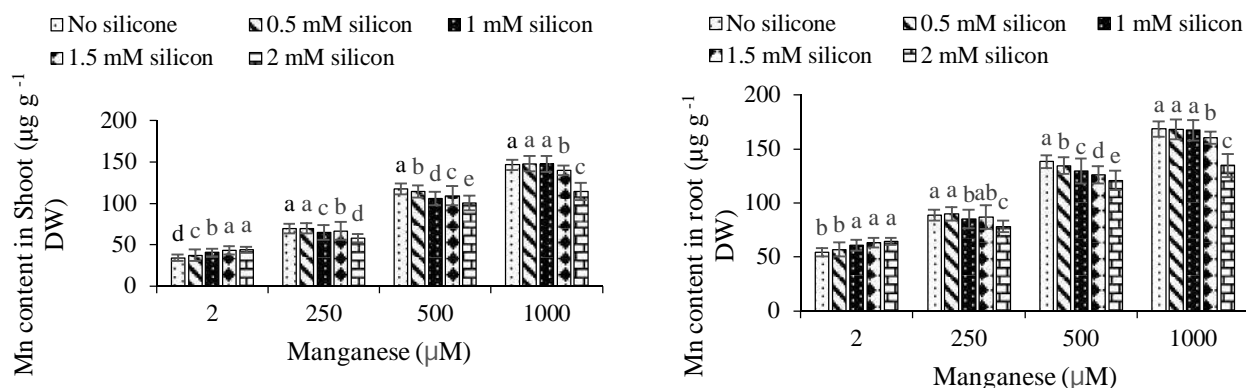 No silicone 0.5 mM silicon 1 mM silicon
1.5 mM silicon 2 mM silicon
Mn content in Shoot (µg g -1
DW)
200
150
100
50
0
d c b a a
a a c b d
a b d c e
a a a b c
2 250 500 1000
Manganese (µM)
No silicone 0.5 mM silicon 1 mM silicon
1.5 mM silicon 2 mM silicon
Mn content in root (µg g -1
DW)
200
150
100
50
0
b b a a a
a a b ab c
a b c d e
a a a b c
2 250 500 1000
Manganese (µM)